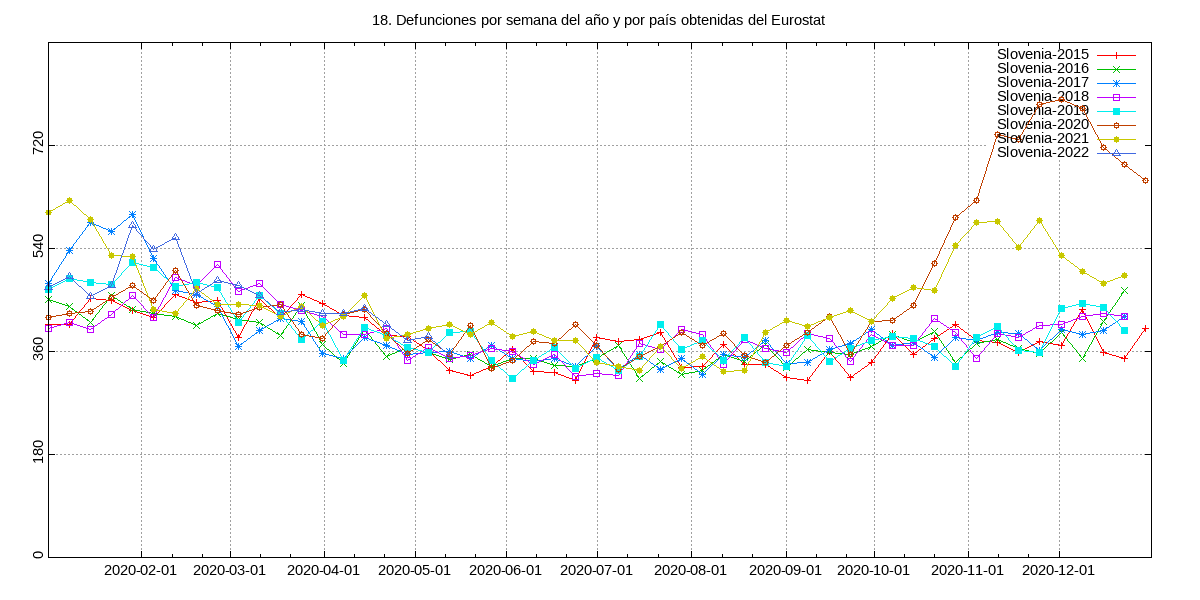 18. Defunciones por semana del año y por país obtenidas del Eurostat
Slovenia-2015
Slovenia-2016
Slovenia-2017
Slovenia-2018
Slovenia-2019
Slovenia-2020
Slovenia-2021
Slovenia-2022
720
540
380
180
0
2020-02-01 2020-03-01 2020-04-01 2020-05-01 2020-06-01 2020-07-01 2020-08-01 2020-09-01 2020-10-01 2020-11-01 2020-12-01